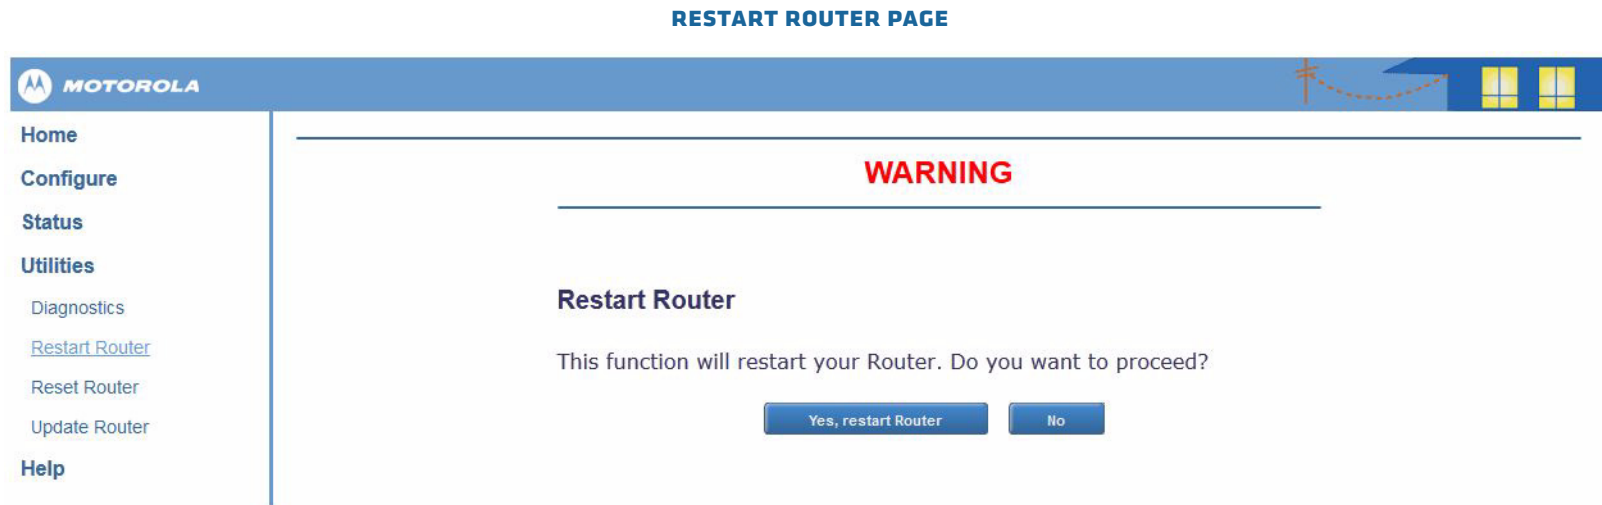 RESTART ROUTER PAGE
MOTOROLA
Home
Configure
Status
Utilities
Diagnostics
Restart Router
Reset Router
Update Router
Help
WARNING
Restart Router
This function will restart your Router. Do you want to proceed?
Yes, restart Router No